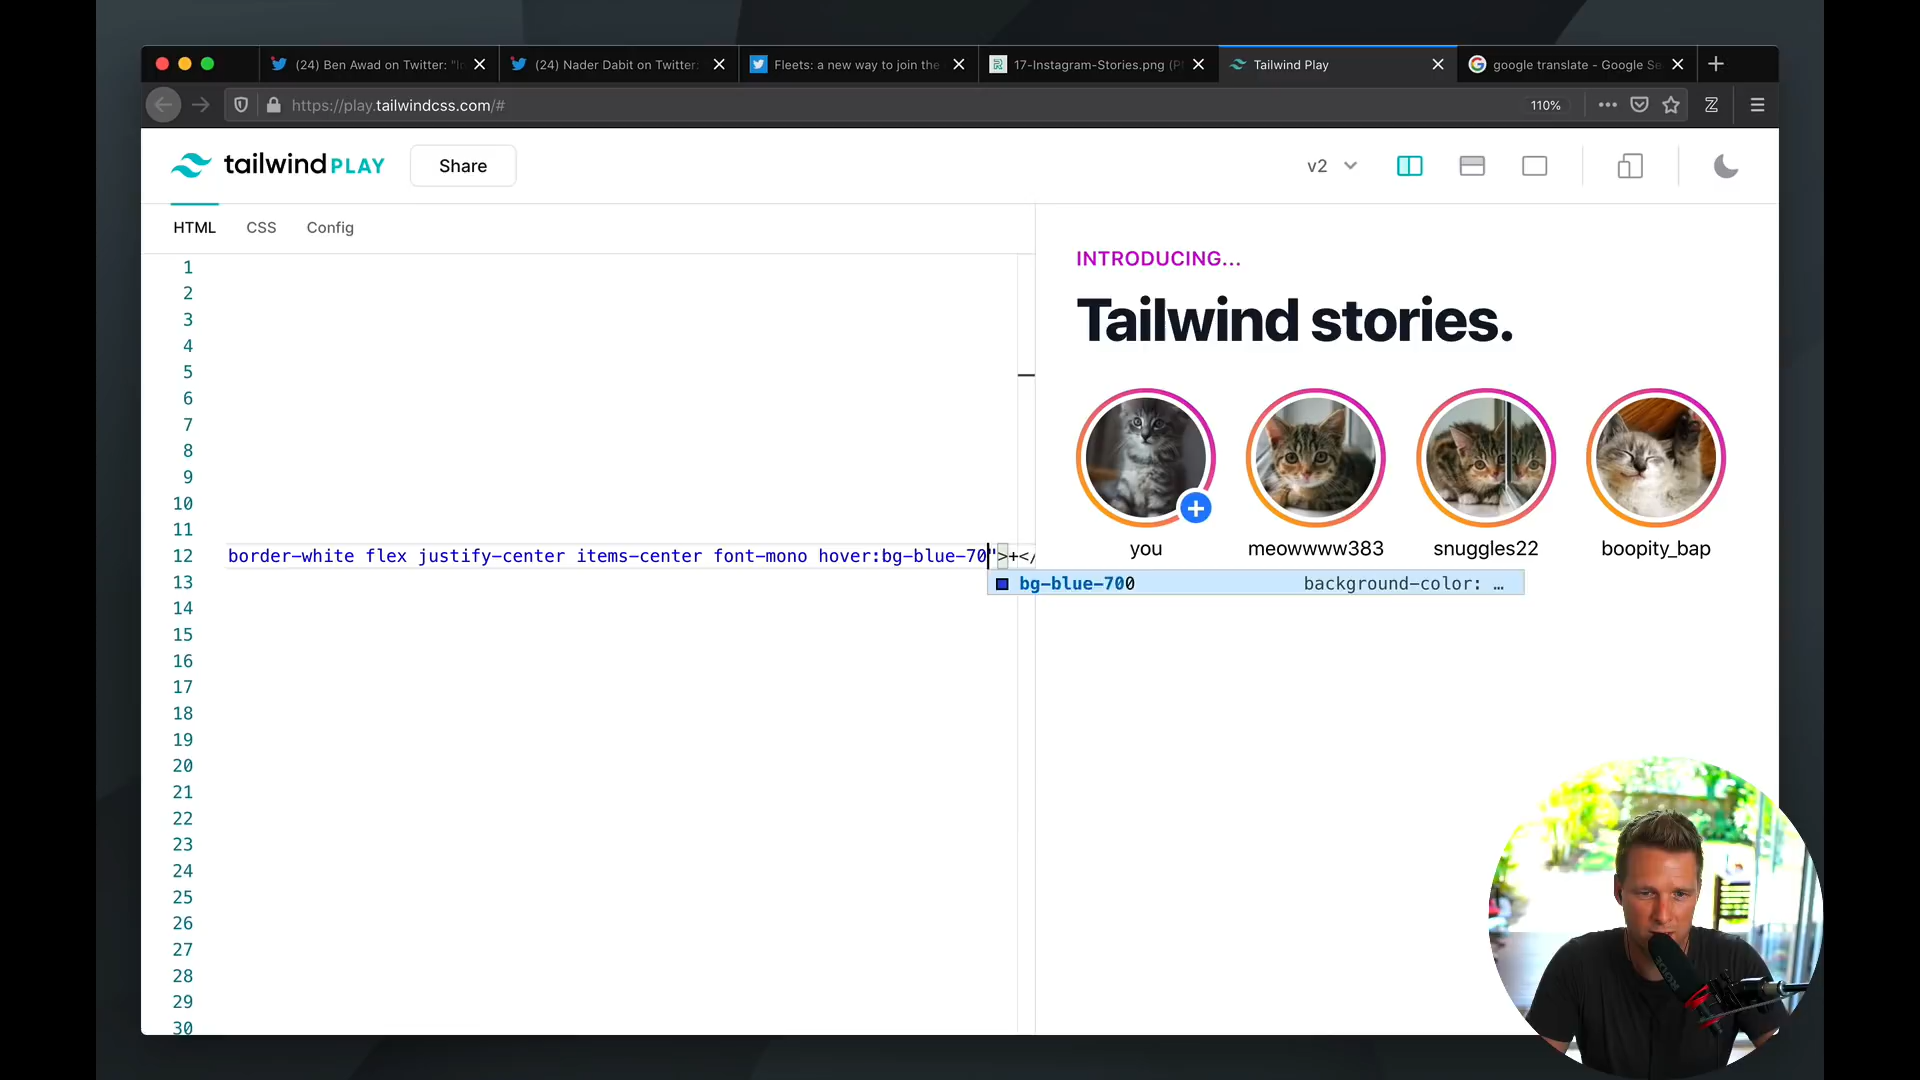 (24) Ben Awad on Twitter: "I
(24) Nader Dabit on Twitter:
Fleets: a new way to join the
17-Instagram-Stories.png (P
Tailwind Play
google translate - Google Se
https://play.tailwindcss.com/#
110%
Z
tailwind PLAY
Share
v2
HTML
CSS
Config
1
2
3
4
5
6
7
8
9
10
11
12 border-white flex justify-center items-center font-mono hover:bg-blue-70">+</
bg-blue-700 background-color: …
13
14
15
16
17
18
19
20
21
22
23
24
25
26
27
28
29
30
INTRODUCING...
Tailwind stories.
+
you
meowwww383
snuggles22
boopity_bap
RODE